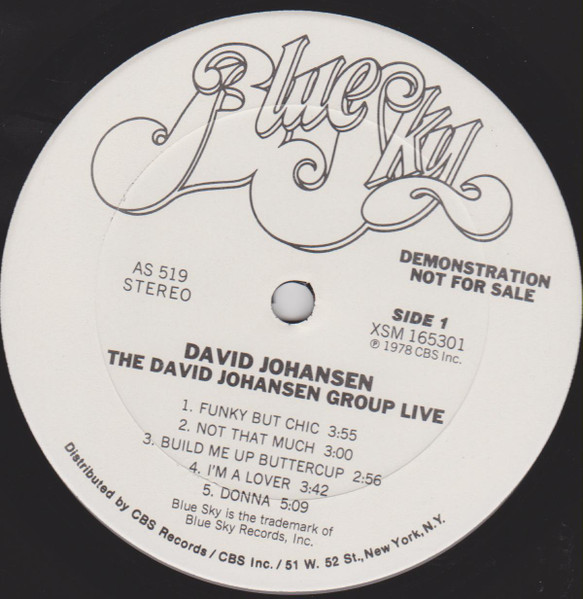 Blue Sky
DEMONSTRATION
NOT FOR SALE
AS 519
STEREO
SIDE 1
XSM 165301
℗ 1978 CBS Inc.
DAVID JOHANSEN
THE DAVID JOHANSEN GROUP LIVE
1. FUNKY BUT CHIC 3:55
2. NOT THAT MUCH 3:00
3. BUILD ME UP BUTTERCUP 2:56
4. I'M A LOVER 3:42
5. DONNA 5:09
Blue Sky is the trademark of
Blue Sky Records, Inc.
Distributed by CBS Records / CBS Inc. / 51 W. 52 St., New York, N.Y.